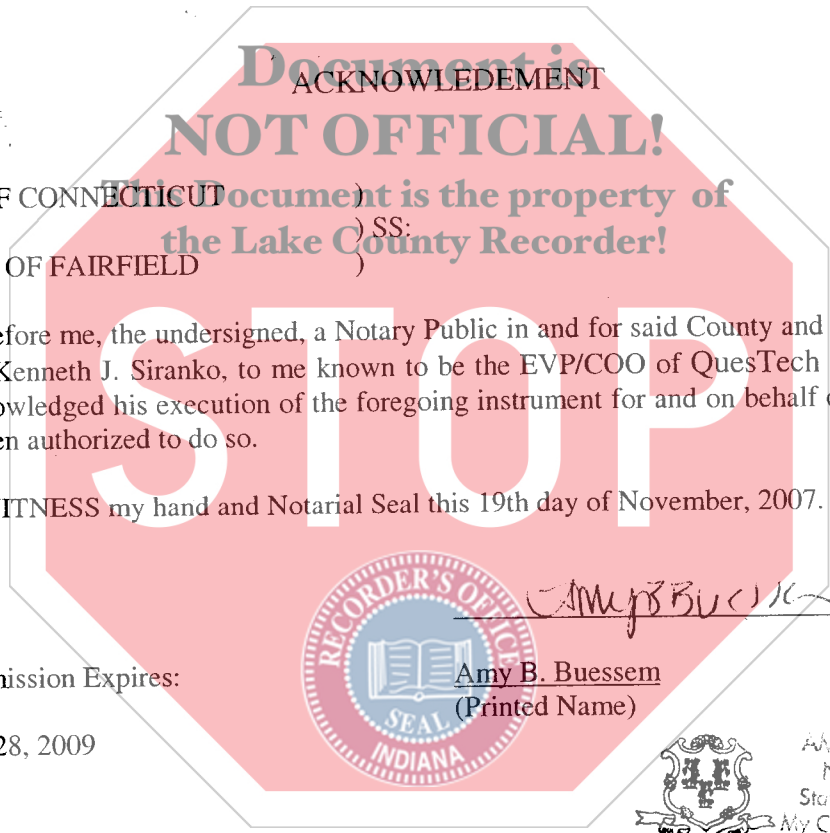 Document is
ACKNOWLEDEMENT
NOT OFFICIAL!
F CONNECTICUT )
This Document is the property of
) SS:
the Lake County Recorder!
OF FAIRFIELD )
STOP
efore me, the undersigned, a Notary Public in and for said County and
Kenneth J. Siranko, to me known to be the EVP/COO of QuesTech
owledged his execution of the foregoing instrument for and on behalf
en authorized to do so.
ITNESS my hand and Notarial Seal this 19th day of November, 2007.
RECORDER'S OFFICE
SEAL
INDIANA
mission Expires:
Amy B. Buessem
(Printed Name)
28, 2009
Sta
My C